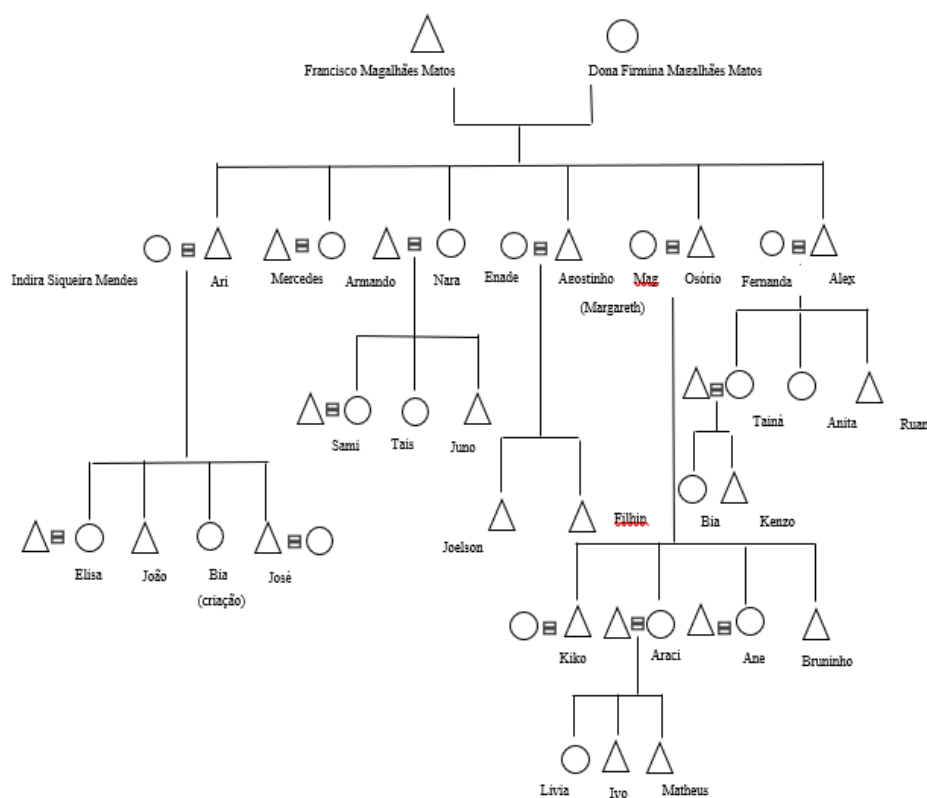 Francisco Magalhães Matos
Dona Firmina Magalhães Matos
Indira Siqueira Mendes
Ari
Mercedes
Armando
Nara
Enade
Agostinho
Mag
(Margareth)
Osório
Fernanda
Alex
Sami
Tais
Juno
Tainá
Anita
Ruan
Bia
Kenzo
Joelson
Filhin
Elisa
João
Bia
(criação)
José
Kiko
Araci
Ane
Bruninho
Lívia
Ivo
Matheus